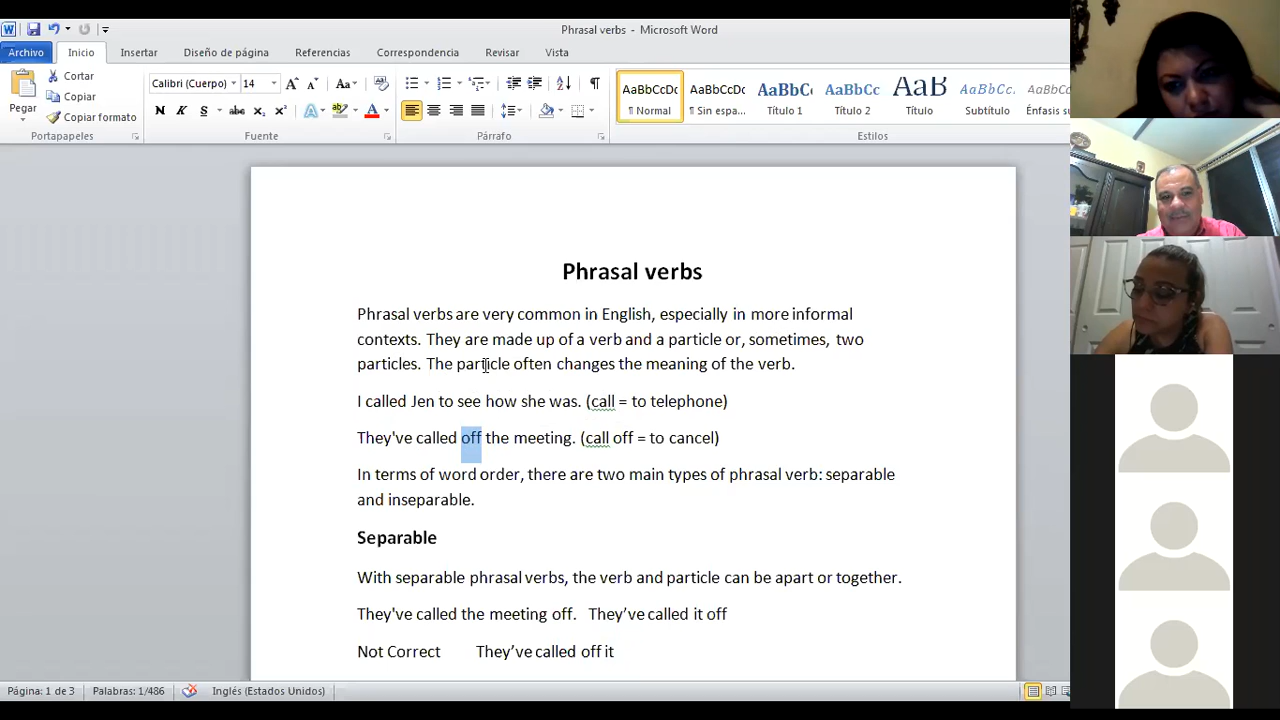 Phrasal verbs - Microsoft Word
Archivo Inicio Insertar Diseño de página Referencias Correspondencia Revisar Vista
Pegar Cortar
Copiar
Copiar formato
Portapapeles
Calibri (Cuerpo) 14
N K S abc x₂ x² A A
Fuente
Párrafo
AaBbCcDc AaBbCcDc AaBbCc AaBbCc AaB AaBbCc. AaBbCc
¶ Normal ¶ Sin espa... Título 1 Título 2 Título Subtítulo Énfasis su
Estilos
Phrasal verbs
Phrasal verbs are very common in English, especially in more informal
contexts. They are made up of a verb and a particle or, sometimes, two
particles. The particle often changes the meaning of the verb.
I called Jen to see how she was. (call = to telephone)
They've called off the meeting. (call off = to cancel)
In terms of word order, there are two main types of phrasal verb: separable
and inseparable.
Separable
With separable phrasal verbs, the verb and particle can be apart or together.
They've called the meeting off. They’ve called it off
Not Correct They’ve called off it
Página: 1 de 3 Palabras: 1/486 Inglés (Estados Unidos)